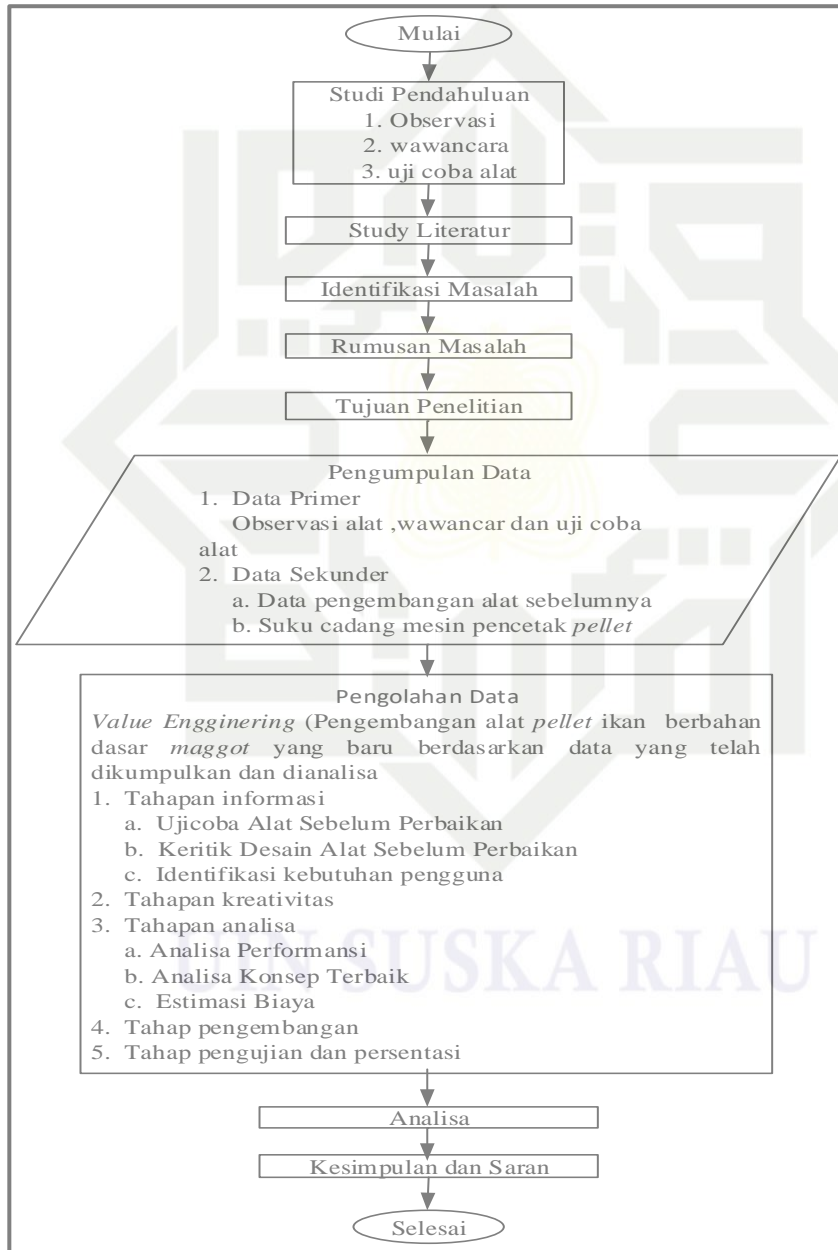 Mulai
Studi Pendahuluan
1. Observasi
2. wawancara
3. uji coba alat
Study Literatur
Identifikasi Masalah
Rumusan Masalah
Tujuan Penelitian
Pengumpulan Data
1. Data Primer
Observasi alat ,wawancar dan uji coba
alat
2. Data Sekunder
a. Data pengembangan alat sebelumnya
b. Suku cadang mesin pencetak pellet
Pengolahan Data
Value Engginering (Pengembangan alat pellet ikan berbahan
dasar maggot yang baru berdasarkan data yang telah
dikumpulkan dan dianalisa
1. Tahapan informasi
a. Ujicoba Alat Sebelum Perbaikan
b. Keritik Desain Alat Sebelum Perbaikan
c. Identifikasi kebutuhan pengguna
2. Tahapan kreativitas
3. Tahapan analisa
a. Analisa Performansi
b. Analisa Konsep Terbaik
c. Estimasi Biaya
4. Tahap pengembangan
5. Tahap pengujian dan persentasi
UIN SUSKA RIAU
Analisa
Kesimpulan dan Saran
Selesai